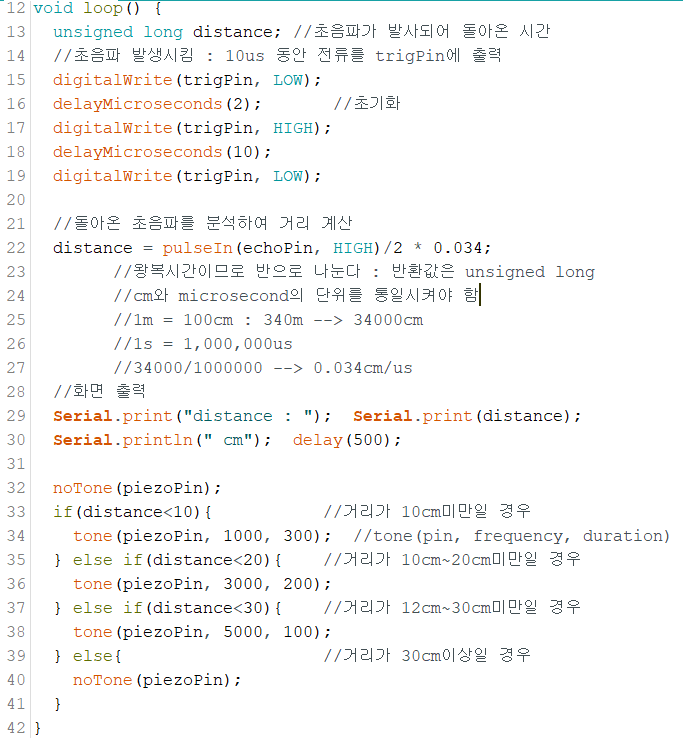 12 void loop() {
13   unsigned long distance; //초음파가 발사되어 돌아온 시간
14   //초음파 발생시킴 : 10us 동안 전류를 trigPin에 출력
15   digitalWrite(trigPin, LOW);
16   delayMicroseconds(2);       //초기화
17   digitalWrite(trigPin, HIGH);
18   delayMicroseconds(10);
19   digitalWrite(trigPin, LOW);
20
21   //돌아온 초음파를 분석하여 거리 계산
22   distance = pulseIn(echoPin, HIGH)/2 * 0.034;
23         //왕복시간이므로 반으로 나눈다 : 반환값은 unsigned long
24         //cm와 microsecond의 단위를 통일시켜야 함
25         //1m = 100cm : 340m --> 34000cm
26         //1s = 1,000,000us
27         //34000/1000000 --> 0.034cm/us
28   //화면 출력
29   Serial.print("distance : ");  Serial.print(distance);
30   Serial.println(" cm");  delay(500);
31
32   noTone(piezoPin);
33   if(distance<10){           //거리가 10cm미만일 경우
34     tone(piezoPin, 1000, 300);  //tone(pin, frequency, duration)
35   } else if(distance<20){    //거리가 10cm~20cm미만일 경우
36     tone(piezoPin, 3000, 200);
37   } else if(distance<30){    //거리가 12cm~30cm미만일 경우
38     tone(piezoPin, 5000, 100);
39   } else{                    //거리가 30cm이상일 경우
40     noTone(piezoPin);
41   }
42 }